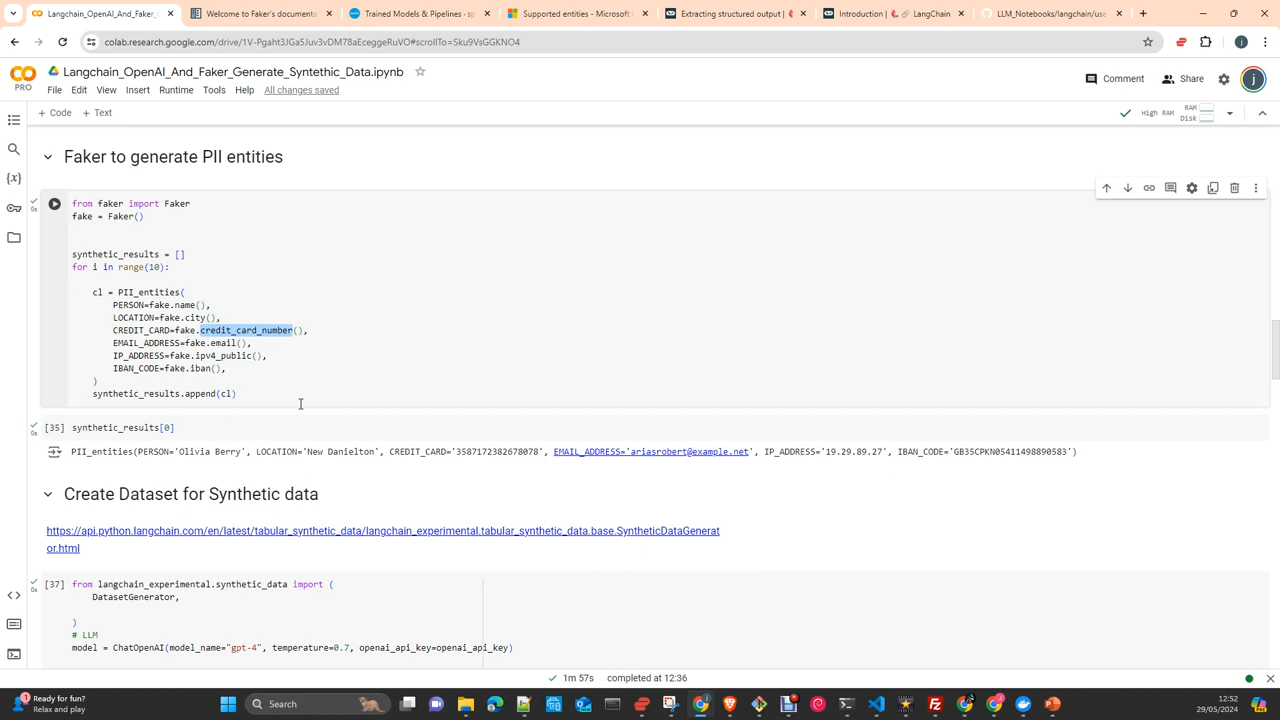 Langchain_OpenAI_And_Faker_
Welcome to Faker's documenta
Trained Models & Pipelines · sp
Supported entities - Microsoft
Extracting structured output |
Introduction | 🦜️🔗 LangChain
LLM_Notebooks/langchain/use
colab.research.google.com/drive/1V-Pgaht3JGa5Juv3vDM78aEceggeRuVO#scrollTo=Sku9VsGGKNO4
PRO
Langchain_OpenAI_And_Faker_Generate_Syntethic_Data.ipynb
File Edit View Insert Runtime Tools Help All changes saved
Comment Share j
+ Code + Text
High RAM RAM Disk
Faker to generate PII entities
0s
from faker import Faker
fake = Faker()
synthetic_results = []
for i in range(10):
cl = PII_entities(
PERSON=fake.name(),
LOCATION=fake.city(),
CREDIT_CARD=fake.credit_card_number(),
EMAIL_ADDRESS=fake.email(),
IP_ADDRESS=fake.ipv4_public(),
IBAN_CODE=fake.iban(),
)
synthetic_results.append(cl)
[35] synthetic_results[0]
0s
PII_entities(PERSON='Olivia Berry', LOCATION='New Danielton', CREDIT_CARD='3587172382678078', EMAIL_ADDRESS='ariasrobert@example.net', IP_ADDRESS='19.29.89.27', IBAN_CODE='GB35CPKN05411498890583')
Create Dataset for Synthetic data
https://api.python.langchain.com/en/latest/tabular_synthetic_data/langchain_experimental.tabular_synthetic_data.base.SyntheticDataGenerat
or.html
[37] from langchain_experimental.synthetic_data import (
0s
DatasetGenerator,
)
# LLM
model = ChatOpenAI(model_name="gpt-4", temperature=0.7, openai_api_key=openai_api_key)
1m 57s completed at 12:36
Ready for fun?
Relax and play
Search
12:52
29/05/2024